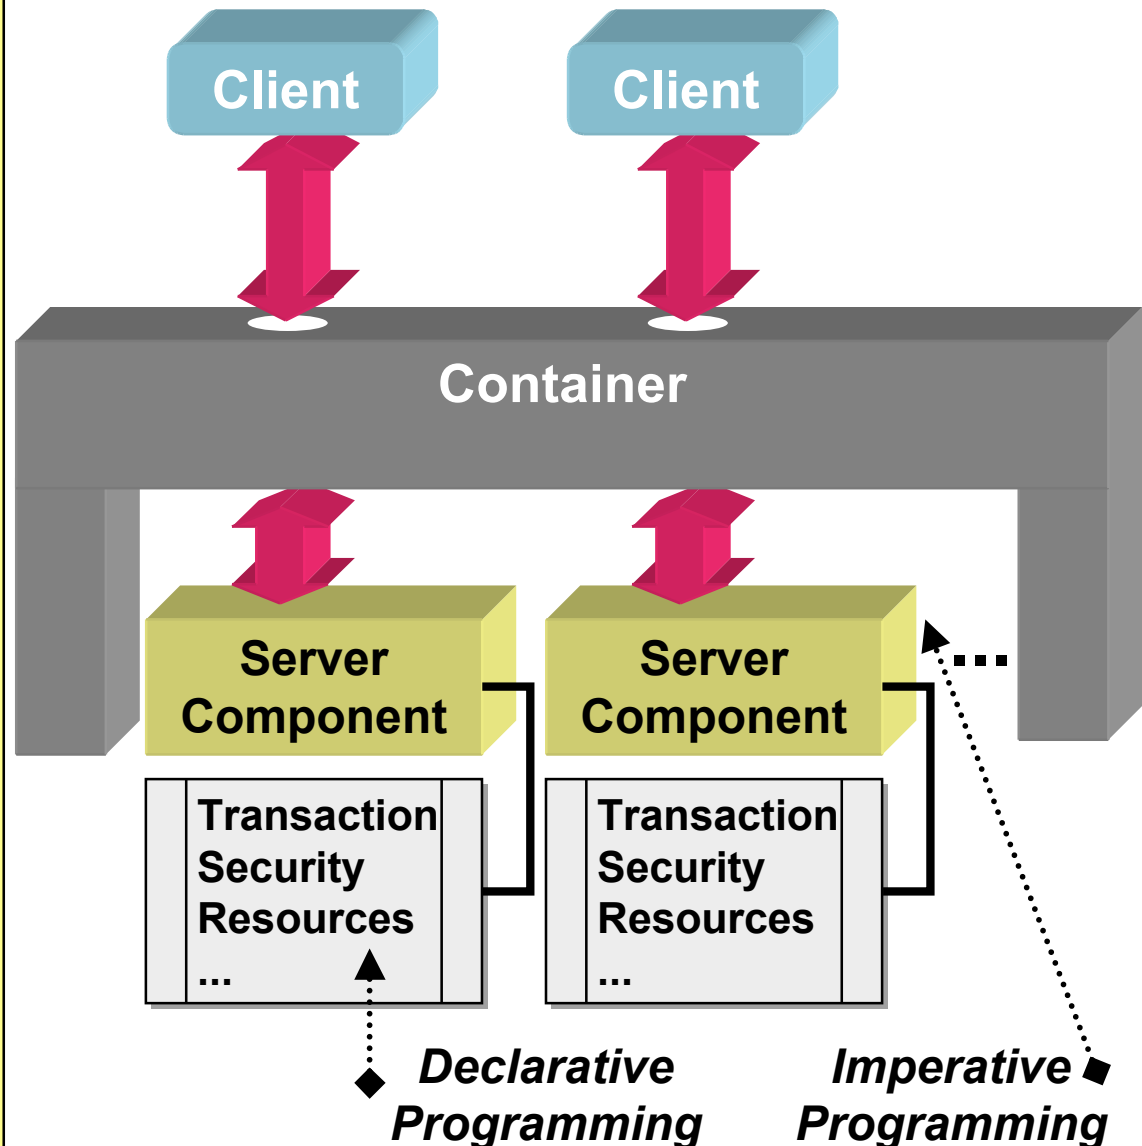 Client
Client
Container
Server
Component
Server
Component
Transaction
Security
Resources
...
Transaction
Security
Resources
...
Declarative
Programming
Imperative
Programming